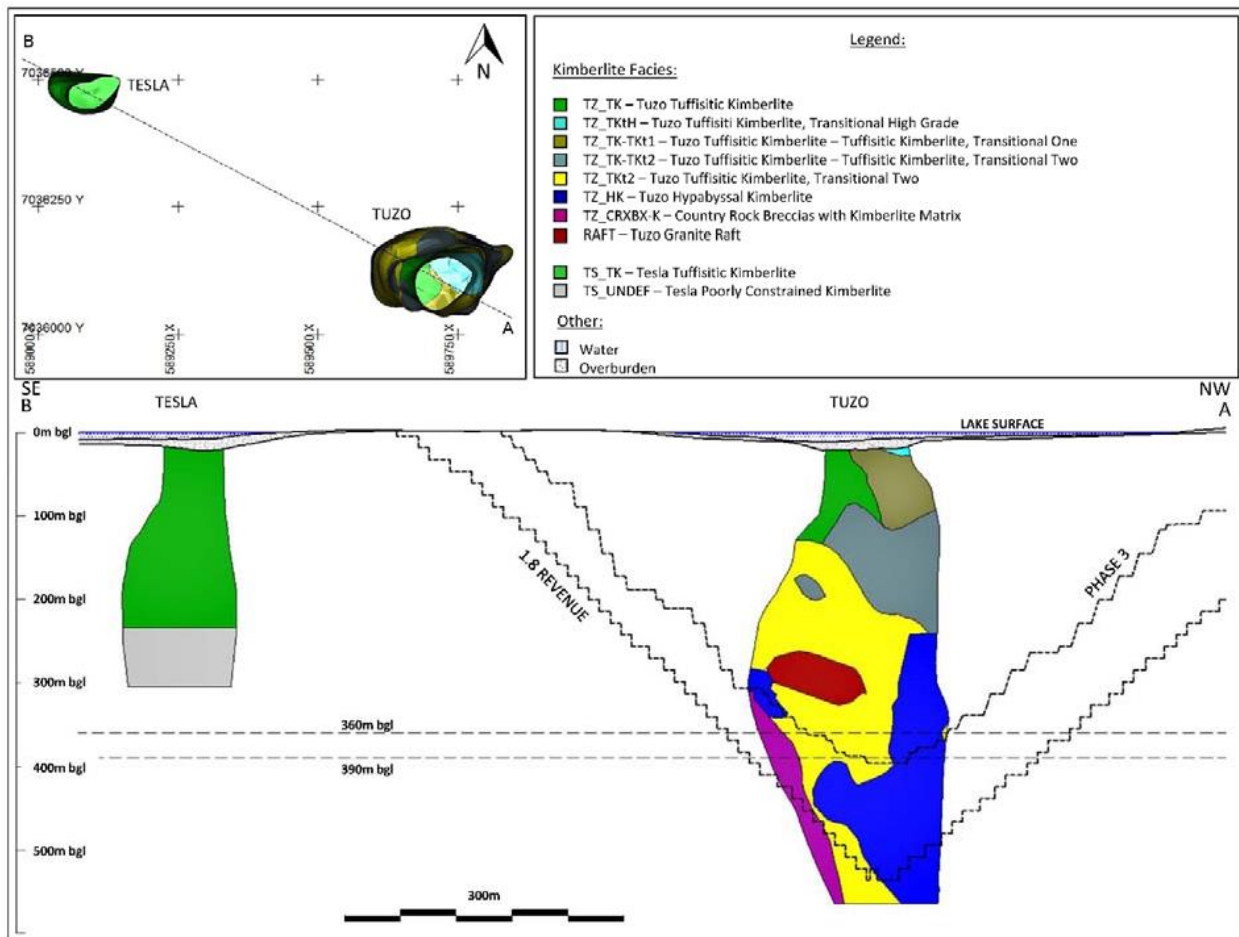 B
N
7036500 Y
TESLA
7036250 Y
TUZO
7036000 Y
A
589000 X
589250 X
589500 X
589750 X
Legend:
Kimberlite Facies:
TZ_TK – Tuzo Tuffisitic Kimberlite
TZ_TKtH – Tuzo Tuffisiti Kimberlite, Transitional High Grade
TZ_TK-TKt1 – Tuzo Tuffisitic Kimberlite – Tuffisitic Kimberlite, Transitional One
TZ_TK-TKt2 – Tuzo Tuffisitic Kimberlite – Tuffisitic Kimberlite, Transitional Two
TZ_TKt2 – Tuzo Tuffisitic Kimberlite, Transitional Two
TZ_HK – Tuzo Hypabyssal Kimberlite
TZ_CRXBX-K – Country Rock Breccias with Kimberlite Matrix
RAFT – Tuzo Granite Raft
TS_TK – Tesla Tuffisitic Kimberlite
TS_UNDEF – Tesla Poorly Constrained Kimberlite
Other:
Water
Overburden
SE
B
TESLA
TUZO
NW
A
0m bgl
LAKE SURFACE
100m bgl
1.8 REVENUE
PHASE 3
200m bgl
300m bgl
360m bgl
400m bgl
390m bgl
500m bgl
300m